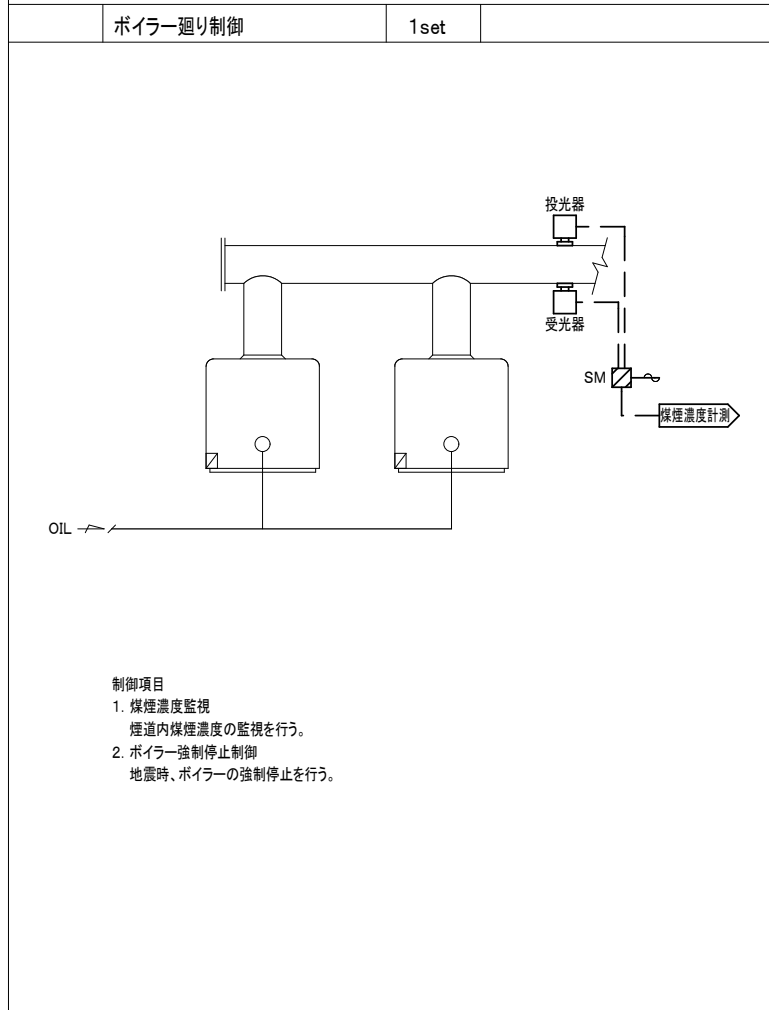 ボイラー廻り制御 1set
投光器
受光器
SM
煤煙濃度計測
OIL
制御項目
1. 煤煙濃度監視
煙道内煤煙濃度の監視を行う。
2. ボイラー強制停止制御
地震時、ボイラーの強制停止を行う。